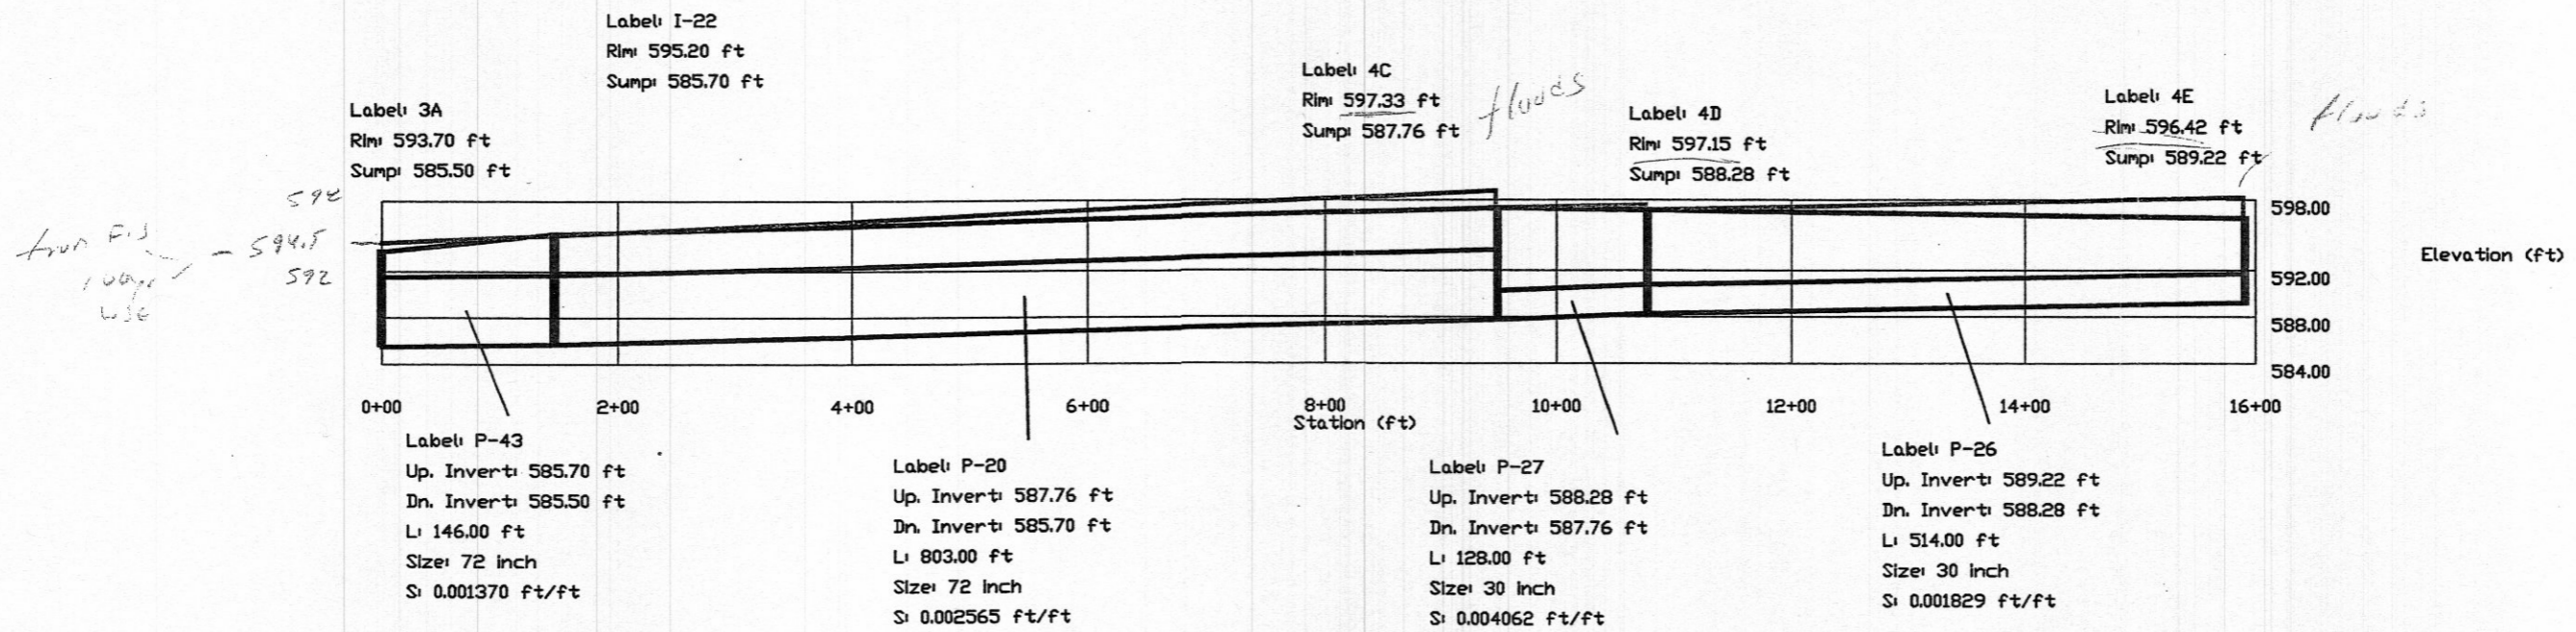 Label: I-22
Rim: 595.20 ft
Sump: 585.70 ft
Label: 3A
Rim: 593.70 ft
Sump: 585.50 ft
Label: 4C
Rim: 597.33 ft
Sump: 587.76 ft
floods
Label: 4D
Rim: 597.15 ft
Sump: 588.28 ft
Label: 4E
Rim: 596.42 ft
Sump: 589.22 ft
floods
598
from FIS
594.5
100yr
WSE
592
598.00
592.00
588.00
584.00
Elevation (ft)
0+00
2+00
4+00
6+00
8+00
10+00
12+00
14+00
16+00
Station (ft)
Label: P-43
Up. Invert: 585.70 ft
Dn. Invert: 585.50 ft
L: 146.00 ft
Size: 72 inch
S: 0.001370 ft/ft
Label: P-20
Up. Invert: 587.76 ft
Dn. Invert: 585.70 ft
L: 803.00 ft
Size: 72 inch
S: 0.002565 ft/ft
Label: P-27
Up. Invert: 588.28 ft
Dn. Invert: 587.76 ft
L: 128.00 ft
Size: 30 inch
S: 0.004062 ft/ft
Label: P-26
Up. Invert: 589.22 ft
Dn. Invert: 588.28 ft
L: 514.00 ft
Size: 30 inch
S: 0.001829 ft/ft